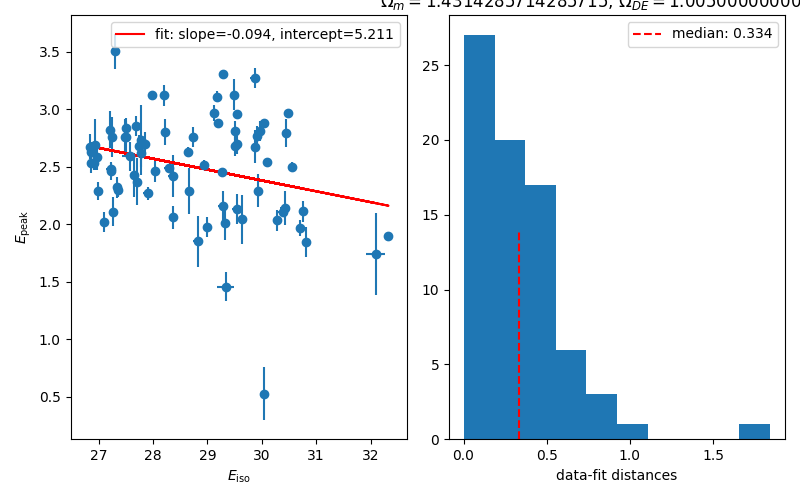 Ω_m = 1.4314285714285715, Ω_DE = 1.00500000000
fit: slope=-0.094, intercept=5.211
median: 0.334
3.5
3.0
2.5
2.0
1.5
1.0
0.5
E_peak
27 28 29 30 31 32
E_iso
25
20
15
10
5
0
0.0 0.5 1.0 1.5
data-fit distances